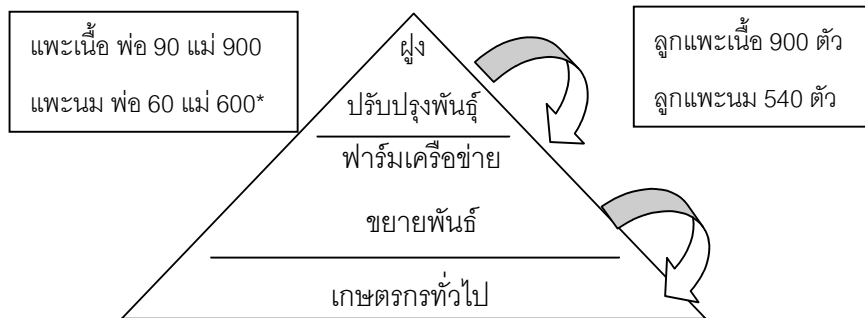 แพะเนื้อ พ่อ 90 แม่ 900
แพะนม พ่อ 60 แม่ 600*
ฝูง
ปรับปรุงพันธุ์
ฟาร์มเครือข่าย
ขยายพันธ์
เกษตรกรทั่วไป
ลูกแพะเนื้อ 900 ตัว
ลูกแพะนม 540 ตัว